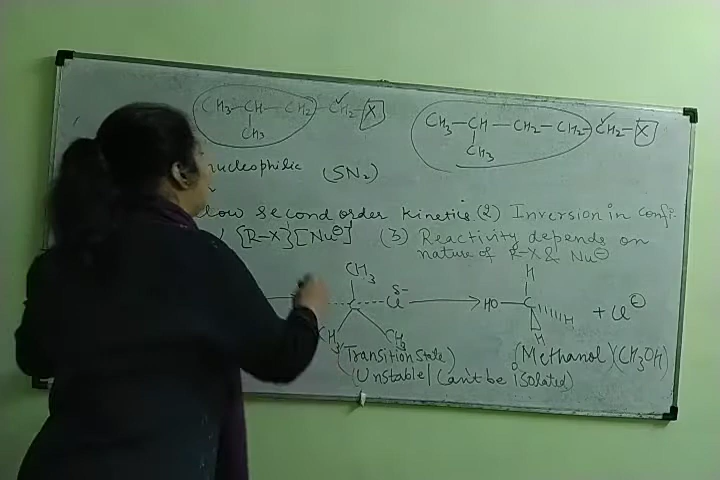 CH₃-CH-CH₂-CH₂-X
CH₃
CH₃-CH-CH₂-CH₂-CH₂-X
CH₃
nucleophilic (SN₂)
low second order kinetics (2) Inversion in confi-
{R-X}[Nu⊖] (3) Reactivity depends on
nature of R-X & Nu⊖
CH₃
C----Cl δ-
CH₃
(Transition state)
(Unstable/Can't be isolated)
H
HO-C H + Cl⊖
H
(Methanol)(CH₃OH)